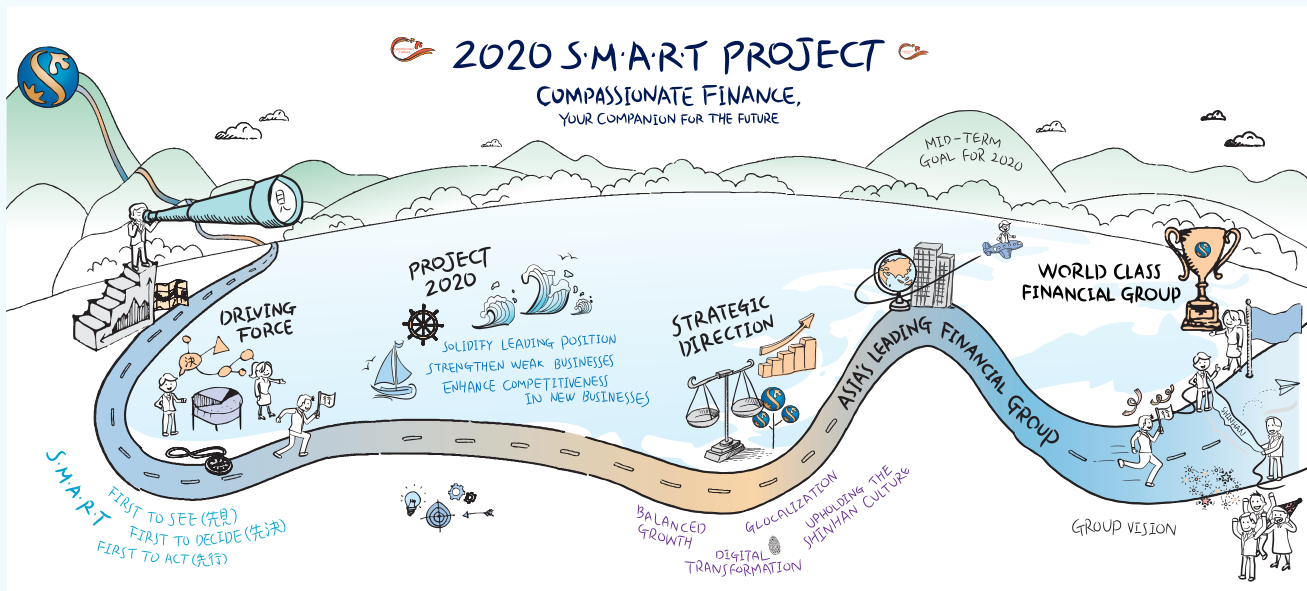 2020 S·M·A·R·T PROJECT
COMPASSIONATE FINANCE,
YOUR COMPANION FOR THE FUTURE
MID-TERM
GOAL FOR 2020
見
PROJECT
2020
SOLIDIFY LEADING POSITION
STRENGTHEN WEAK BUSINESSES
ENHANCE COMPETITIVENESS
IN NEW BUSINESSES
DRIVING
FORCE
決
STRATEGIC
DIRECTION
WORLD CLASS
FINANCIAL GROUP
ASIA'S LEADING FINANCIAL GROUP
SHINHAN
S·M·A·R·T
FIRST TO SEE (先見)
FIRST TO DECIDE (先決)
FIRST TO ACT (先行)
BALANCED
GROWTH
GLOCALIZATION
UPHOLDING THE
SHINHAN CULTURE
DIGITAL
TRANSFORMATION
GROUP VISION